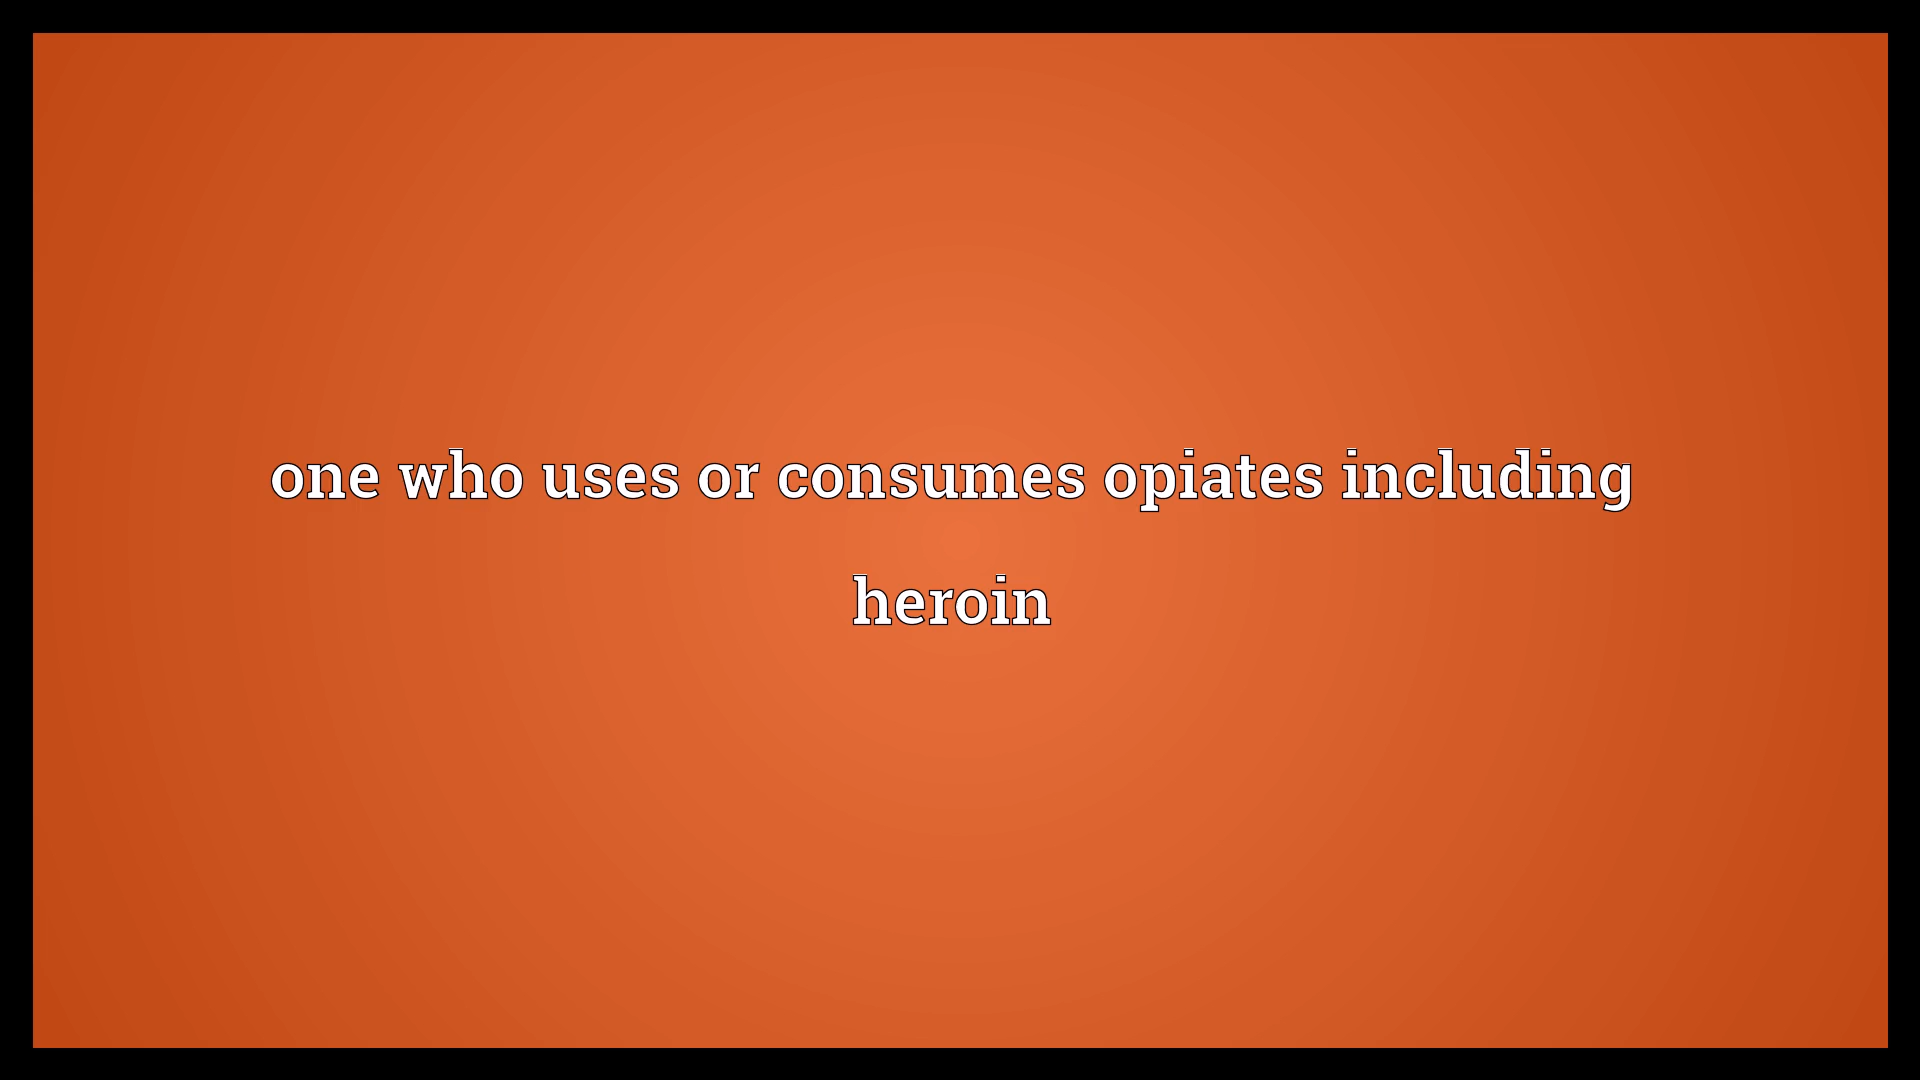 one who uses or consumes opiates including
heroin